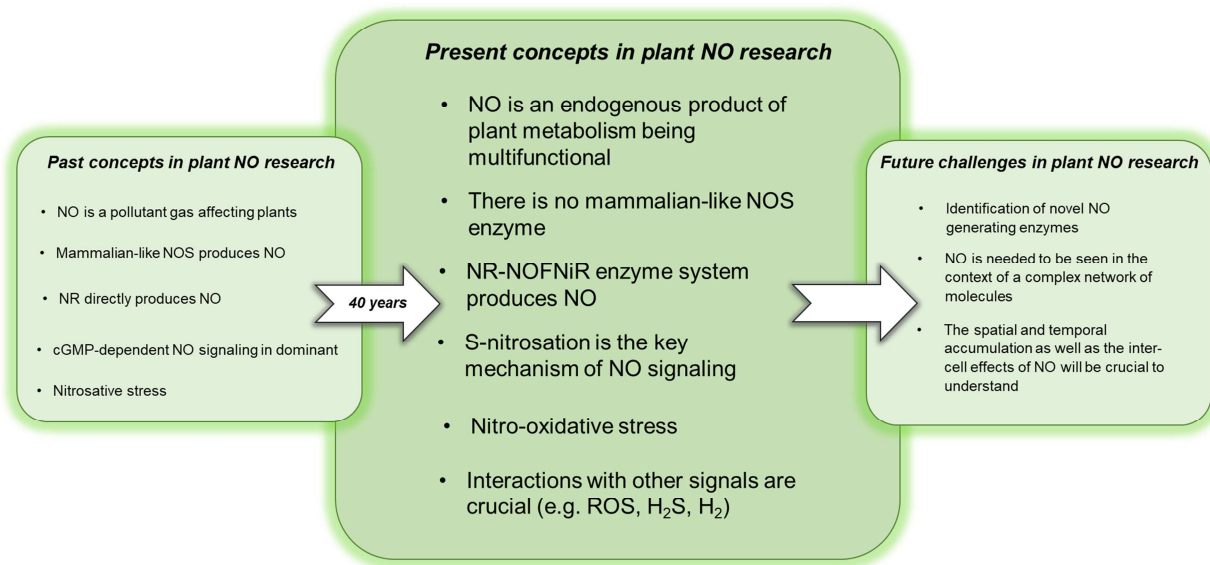 Past concepts in plant NO research
• NO is a pollutant gas affecting plants
• Mammalian-like NOS produces NO
• NR directly produces NO
• cGMP-dependent NO signaling in dominant
• Nitrosative stress
40 years
Present concepts in plant NO research
• NO is an endogenous product of
plant metabolism being
multifunctional
• There is no mammalian-like NOS
enzyme
• NR-NOFNiR enzyme system
produces NO
• S-nitrosation is the key
mechanism of NO signaling
• Nitro-oxidative stress
• Interactions with other signals are
crucial (e.g. ROS, H₂S, H₂)
Future challenges in plant NO research
• Identification of novel NO
generating enzymes
• NO is needed to be seen in the
context of a complex network of
molecules
• The spatial and temporal
accumulation as well as the inter-
cell effects of NO will be crucial to
understand